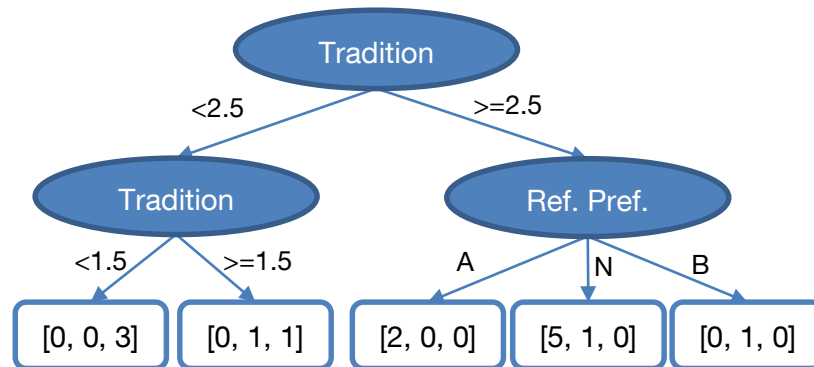 Tradition
<2.5
>=2.5
Tradition
Ref. Pref.
<1.5
>=1.5
A
N
B
[0, 0, 3]
[0, 1, 1]
[2, 0, 0]
[5, 1, 0]
[0, 1, 0]